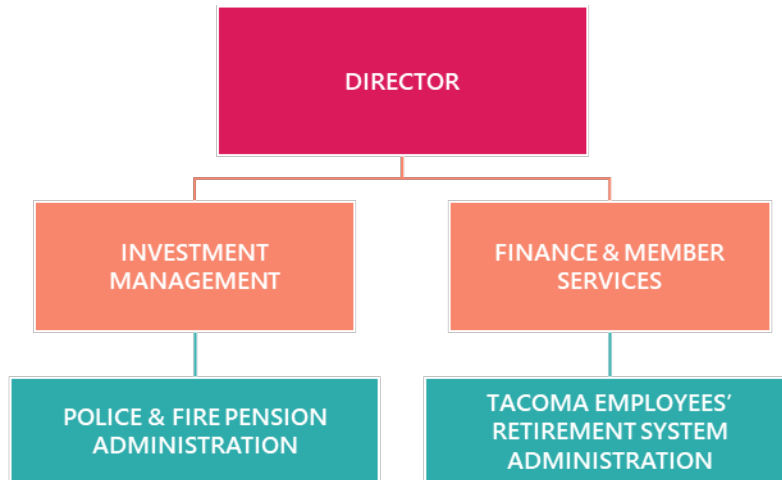 DIRECTOR
INVESTMENT
MANAGEMENT
FINANCE & MEMBER
SERVICES
POLICE & FIRE PENSION
ADMINISTRATION
TACOMA EMPLOYEES’
RETIREMENT SYSTEM
ADMINISTRATION